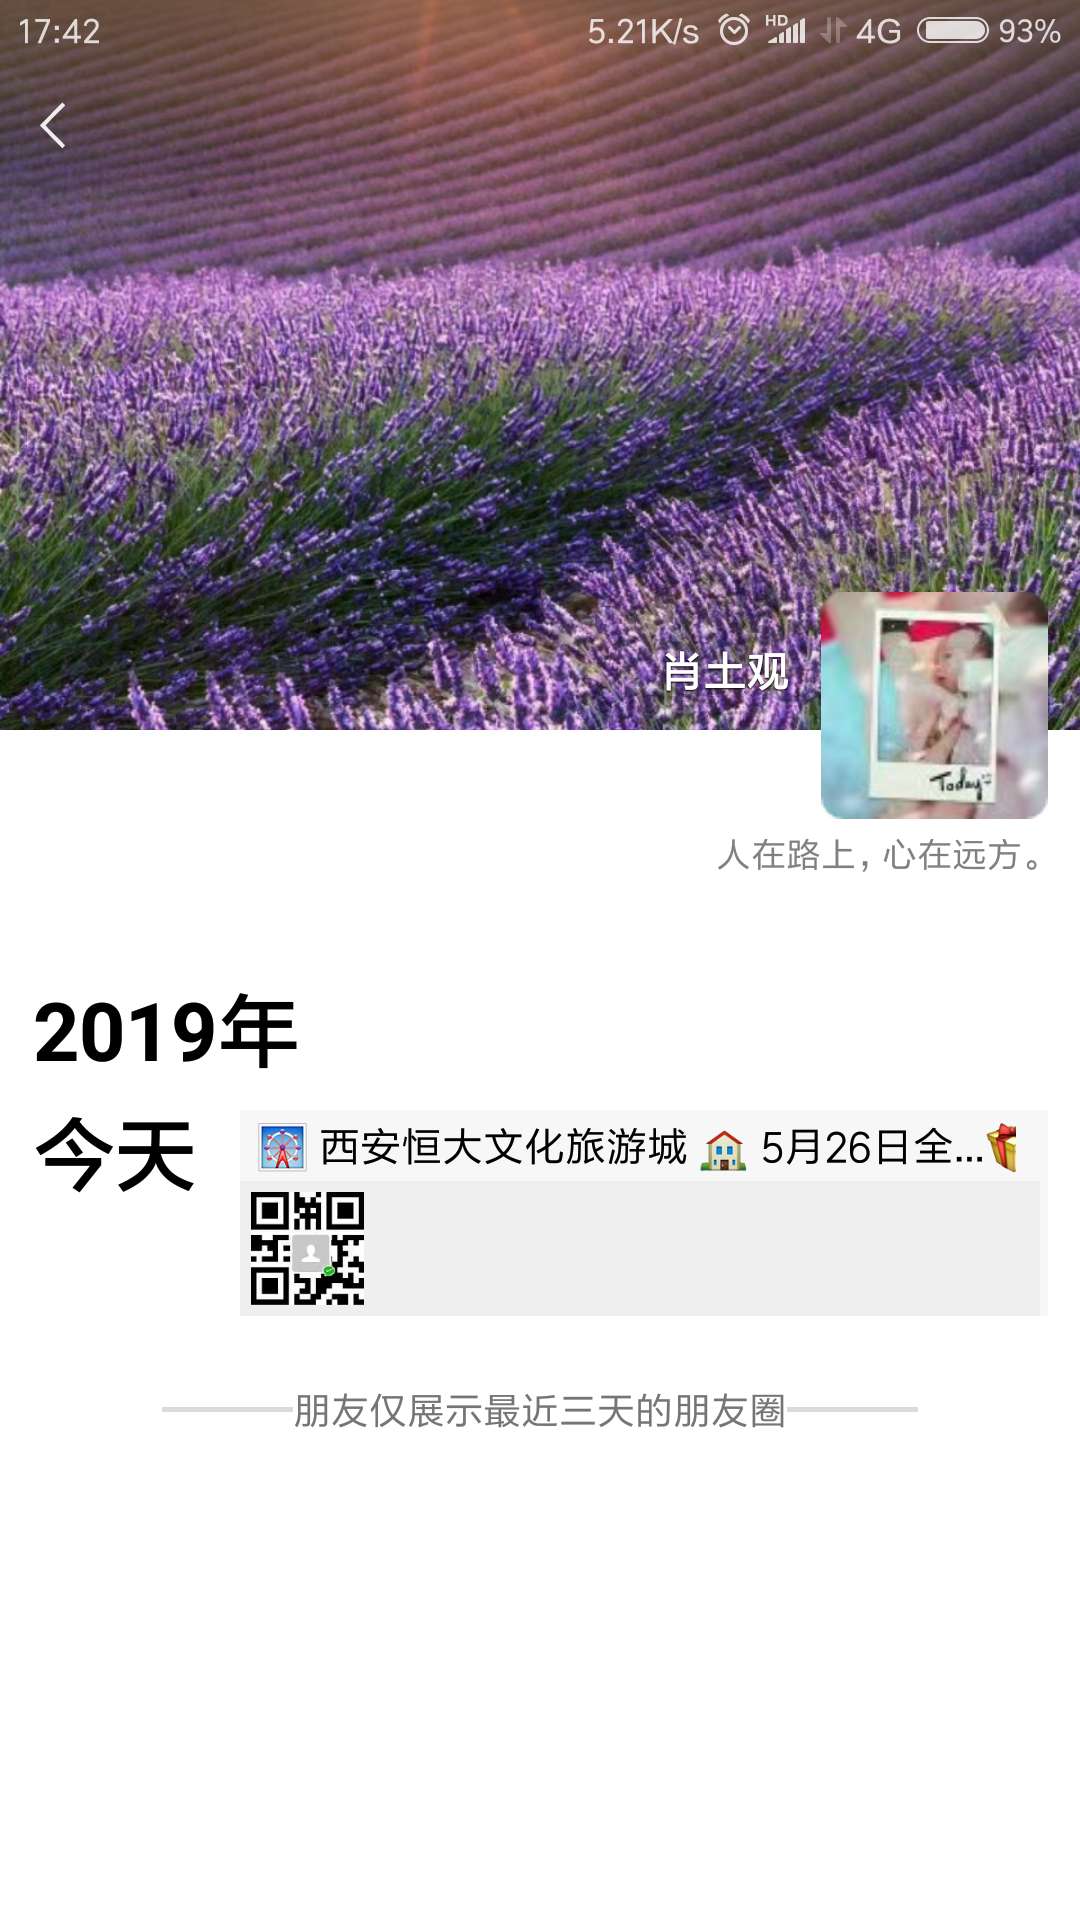 17:42 5.21K/s HD 4G 93%
肖土观
Today
人在路上，心在远方。
2019年
今天
🎡 西安恒大文化旅游城 🏠 5月26日全...🎁
朋友仅展示最近三天的朋友圈